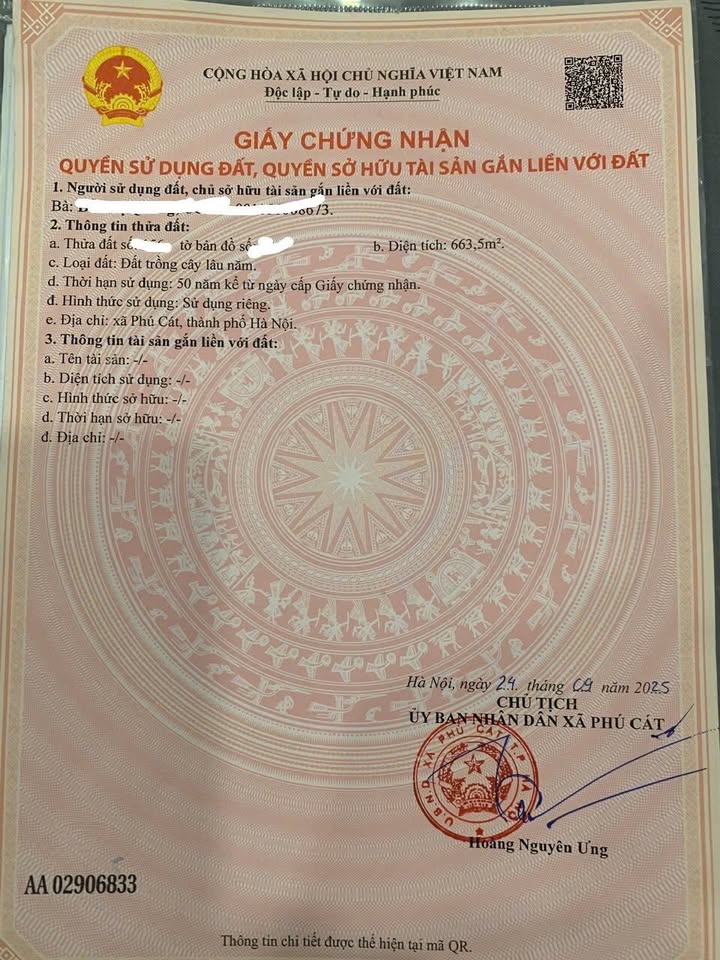 CỘNG HÒA XÃ HỘI CHỦ NGHĨA VIỆT NAM
Độc lập - Tự do - Hạnh phúc
GIẤY CHỨNG NHẬN
QUYỀN SỬ DỤNG ĐẤT, QUYỀN SỞ HỮU TÀI SẢN GẮN LIỀN VỚI ĐẤT
1. Người sử dụng đất, chủ sở hữu tài sản gắn liền với đất:
Bà:
2. Thông tin thửa đất:
a. Thửa đất số: tờ bản đồ số: b. Diện tích: 663,5m².
c. Loại đất: Đất trồng cây lâu năm.
d. Thời hạn sử dụng: 50 năm kể từ ngày cấp Giấy chứng nhận.
đ. Hình thức sử dụng: Sử dụng riêng.
e. Địa chỉ: xã Phú Cát, thành phố Hà Nội.
3. Thông tin tài sản gắn liền với đất:
a. Tên tài sản: -/-
b. Diện tích sử dụng: -/-
c. Hình thức sở hữu: -/-
d. Thời hạn sở hữu: -/-
đ. Địa chỉ: -/-
Hà Nội, ngày 24. tháng 09 năm 2025
CHỦ TỊCH
ỦY BAN NHÂN DÂN XÃ PHÚ CÁT
U.B.N.D XÃ PHÚ CÁT T.P HÀ NỘI
Hoàng Nguyên Ưng
AA 02906833
Thông tin chi tiết được thể hiện tại mã QR.